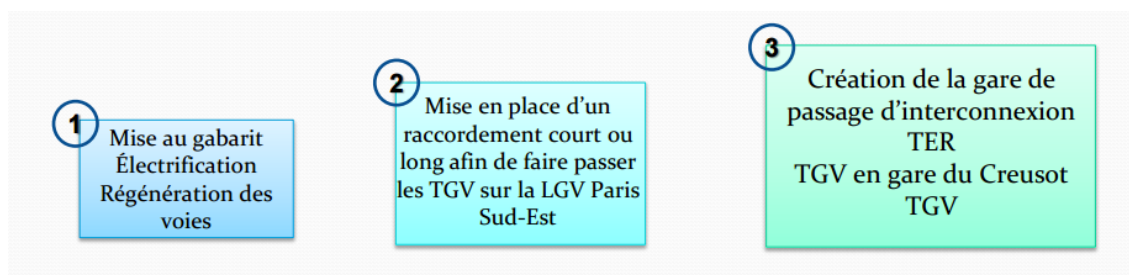 1
Mise au gabarit
Électrification
Régénération des
voies
2
Mise en place d’un
raccordement court ou
long afin de faire passer
les TGV sur la LGV Paris
Sud-Est
3
Création de la gare de
passage d’interconnexion
TER
TGV en gare du Creusot
TGV